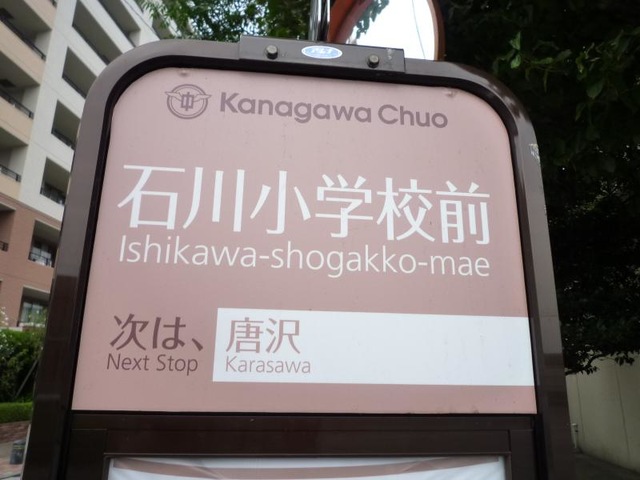 Kanagawa Chuo
石川小学校前
Ishikawa-shogakko-mae
次は、 唐沢
Next Stop Karasawa